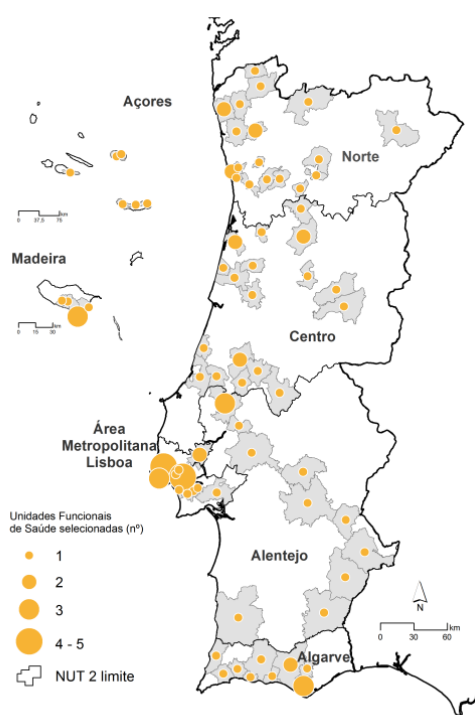 Açores
Norte
0 37,5 75
km
Madeira
0 15 30
km
Centro
Área
Metropolitana
Lisboa
Unidades Funcionais
de Saúde selecionadas (nº)
1
2
3
4 - 5
NUT 2 limite
Alentejo
N
km
0 30 60
Algarve